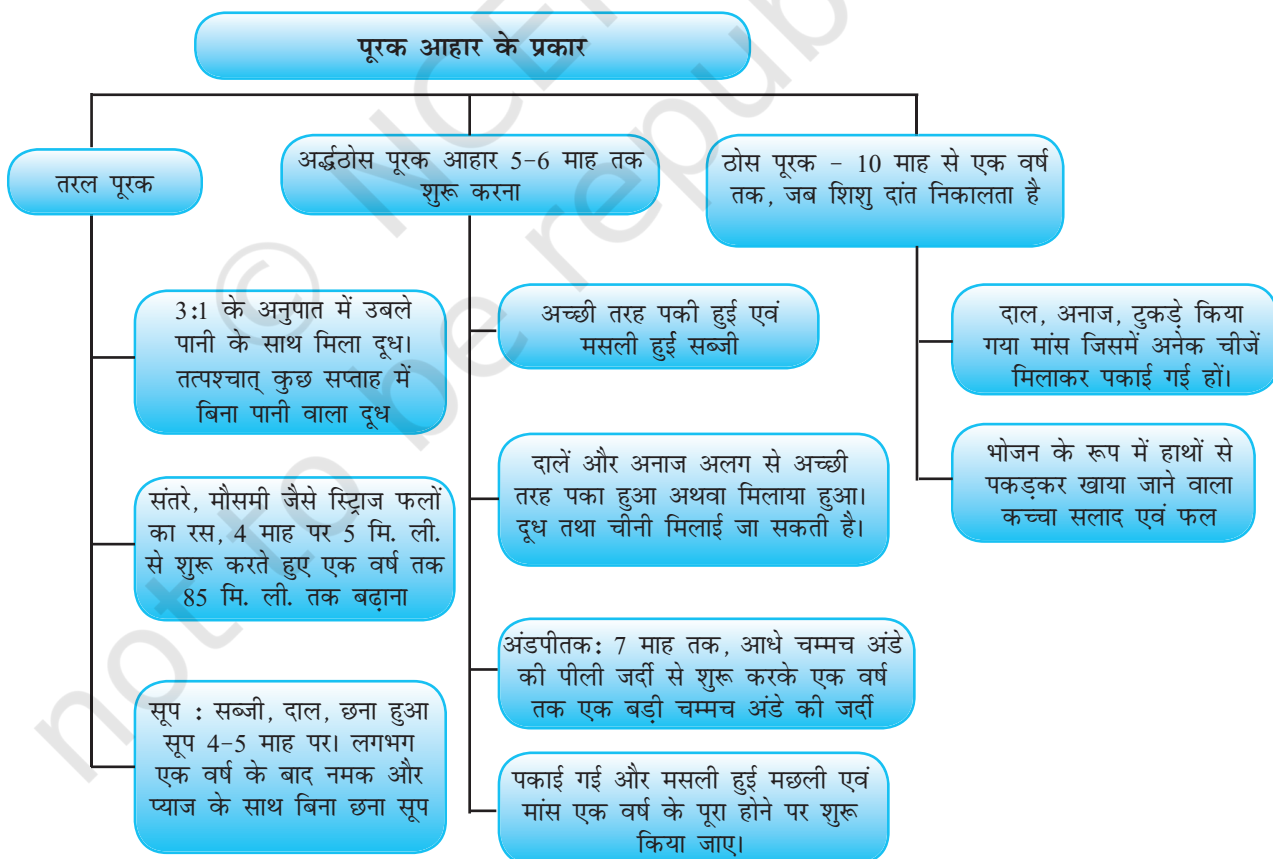 पूरक आहार के प्रकार
तरल पूरक
3:1 के अनुपात में उबले
पानी के साथ मिला दूध।
तत्पश्चात् कुछ सप्ताह में
बिना पानी वाला दूध
संतरे, मौसमी जैसे स्ट्रिाज फलों
का रस, 4 माह पर 5 मि. ली.
से शुरू करते हुए एक वर्ष तक
85 मि. ली. तक बढ़ाना
सूप : सब्जी, दाल, छना हुआ
सूप 4-5 माह पर। लगभग
एक वर्ष के बाद नमक और
प्याज के साथ बिना छना सूप
अर्द्धठोस पूरक आहार 5-6 माह तक
शुरू करना
अच्छी तरह पकी हुई एवं
मसली हुई सब्जी
दालें और अनाज अलग से अच्छी
तरह पका हुआ अथवा मिलाया हुआ।
दूध तथा चीनी मिलाई जा सकती है।
अंडपीतक: 7 माह तक, आधे चम्मच अंडे
की पीली जर्दी से शुरू करके एक वर्ष
तक एक बड़ी चम्मच अंडे की जर्दी
पकाई गई और मसली हुई मछली एवं
मांस एक वर्ष के पूरा होने पर शुरू
किया जाए।
ठोस पूरक - 10 माह से एक वर्ष
तक, जब शिशु दांत निकालता है
दाल, अनाज, टुकड़े किया
गया मांस जिसमें अनेक चीजें
मिलाकर पकाई गई हों।
भोजन के रूप में हाथों से
पकड़कर खाया जाने वाला
कच्चा सलाद एवं फल
© NCE
not to be repub